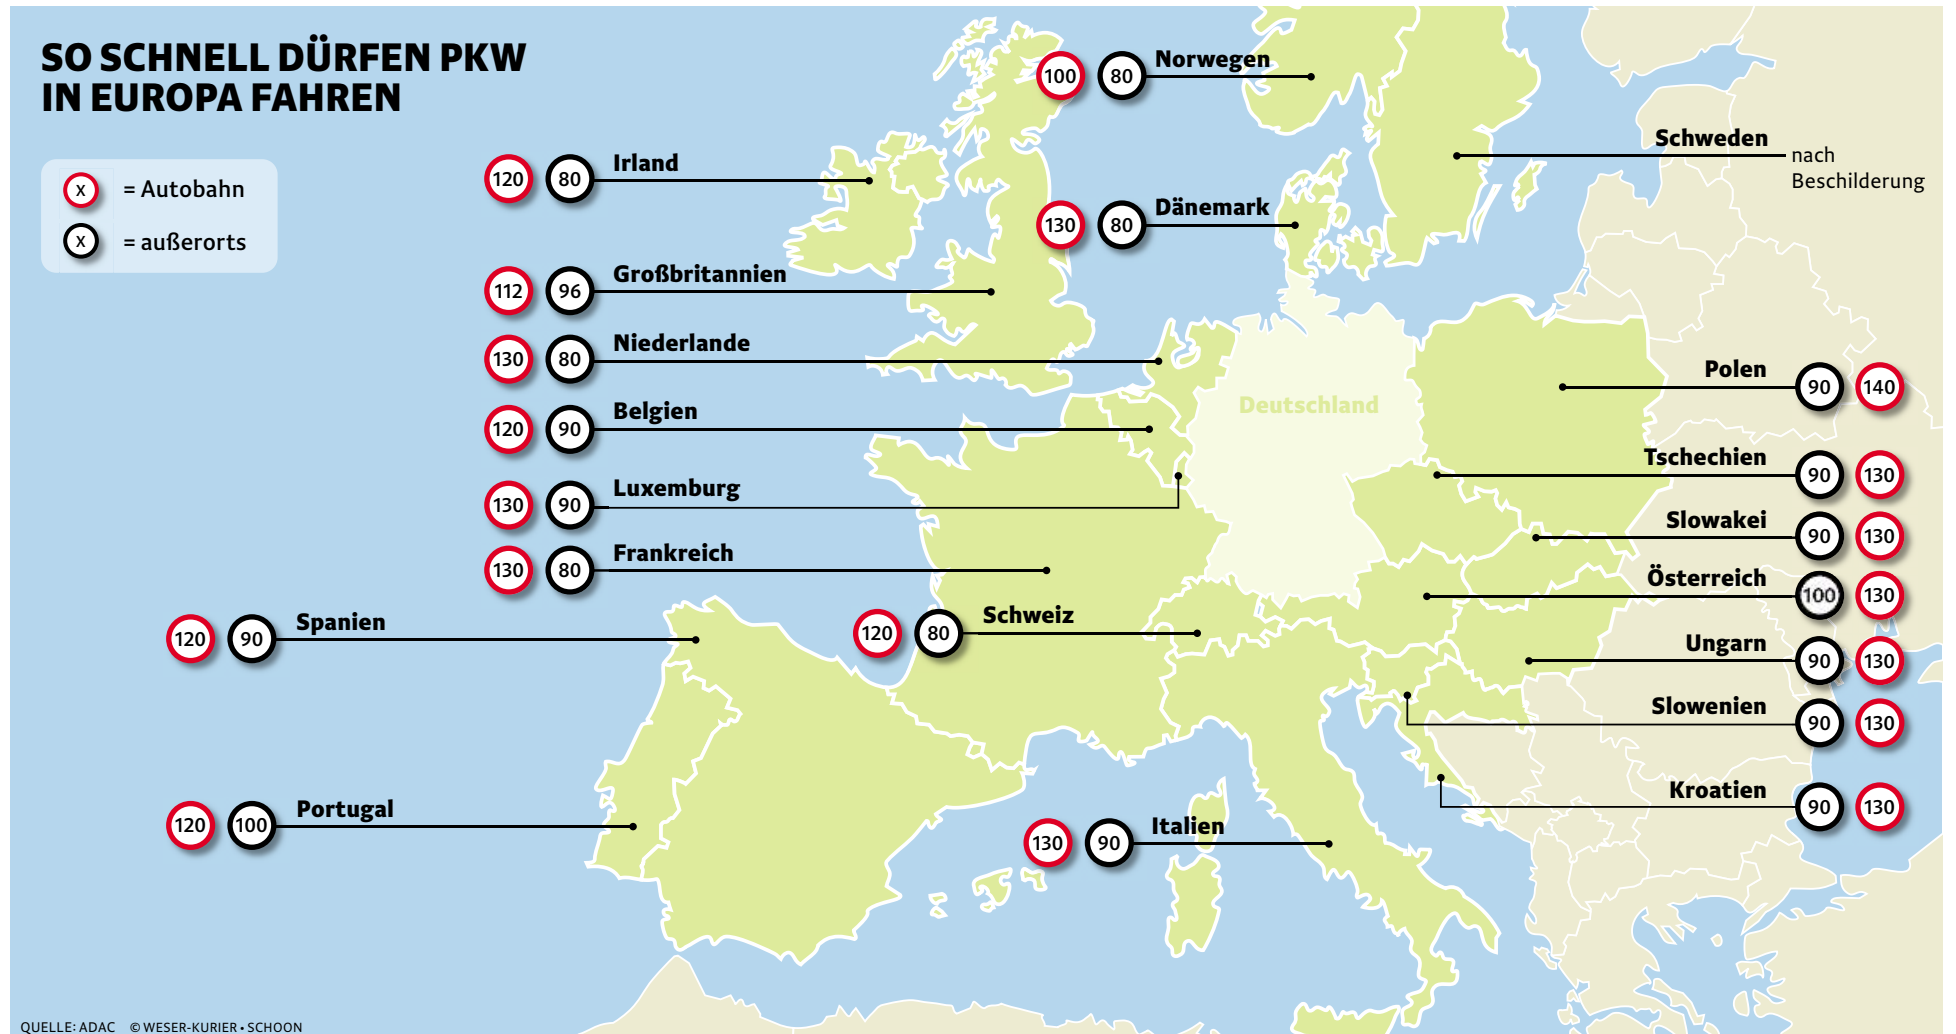 SO SCHNELL DÜRFEN PKW
IN EUROPA FAHREN
X = Autobahn
X = außerorts
100 80 Norwegen
Schweden
nach
Beschilderung
120 80 Irland
130 80 Dänemark
112 96 Großbritannien
130 80 Niederlande
Polen 90 140
Deutschland
120 90 Belgien
Tschechien 90 130
130 90 Luxemburg
Slowakei 90 130
130 80 Frankreich
Österreich 100 130
120 90 Spanien
120 80 Schweiz
Ungarn 90 130
Slowenien 90 130
Kroatien 90 130
120 100 Portugal
130 90 Italien
QUELLE: ADAC © WESER-KURIER • SCHOON